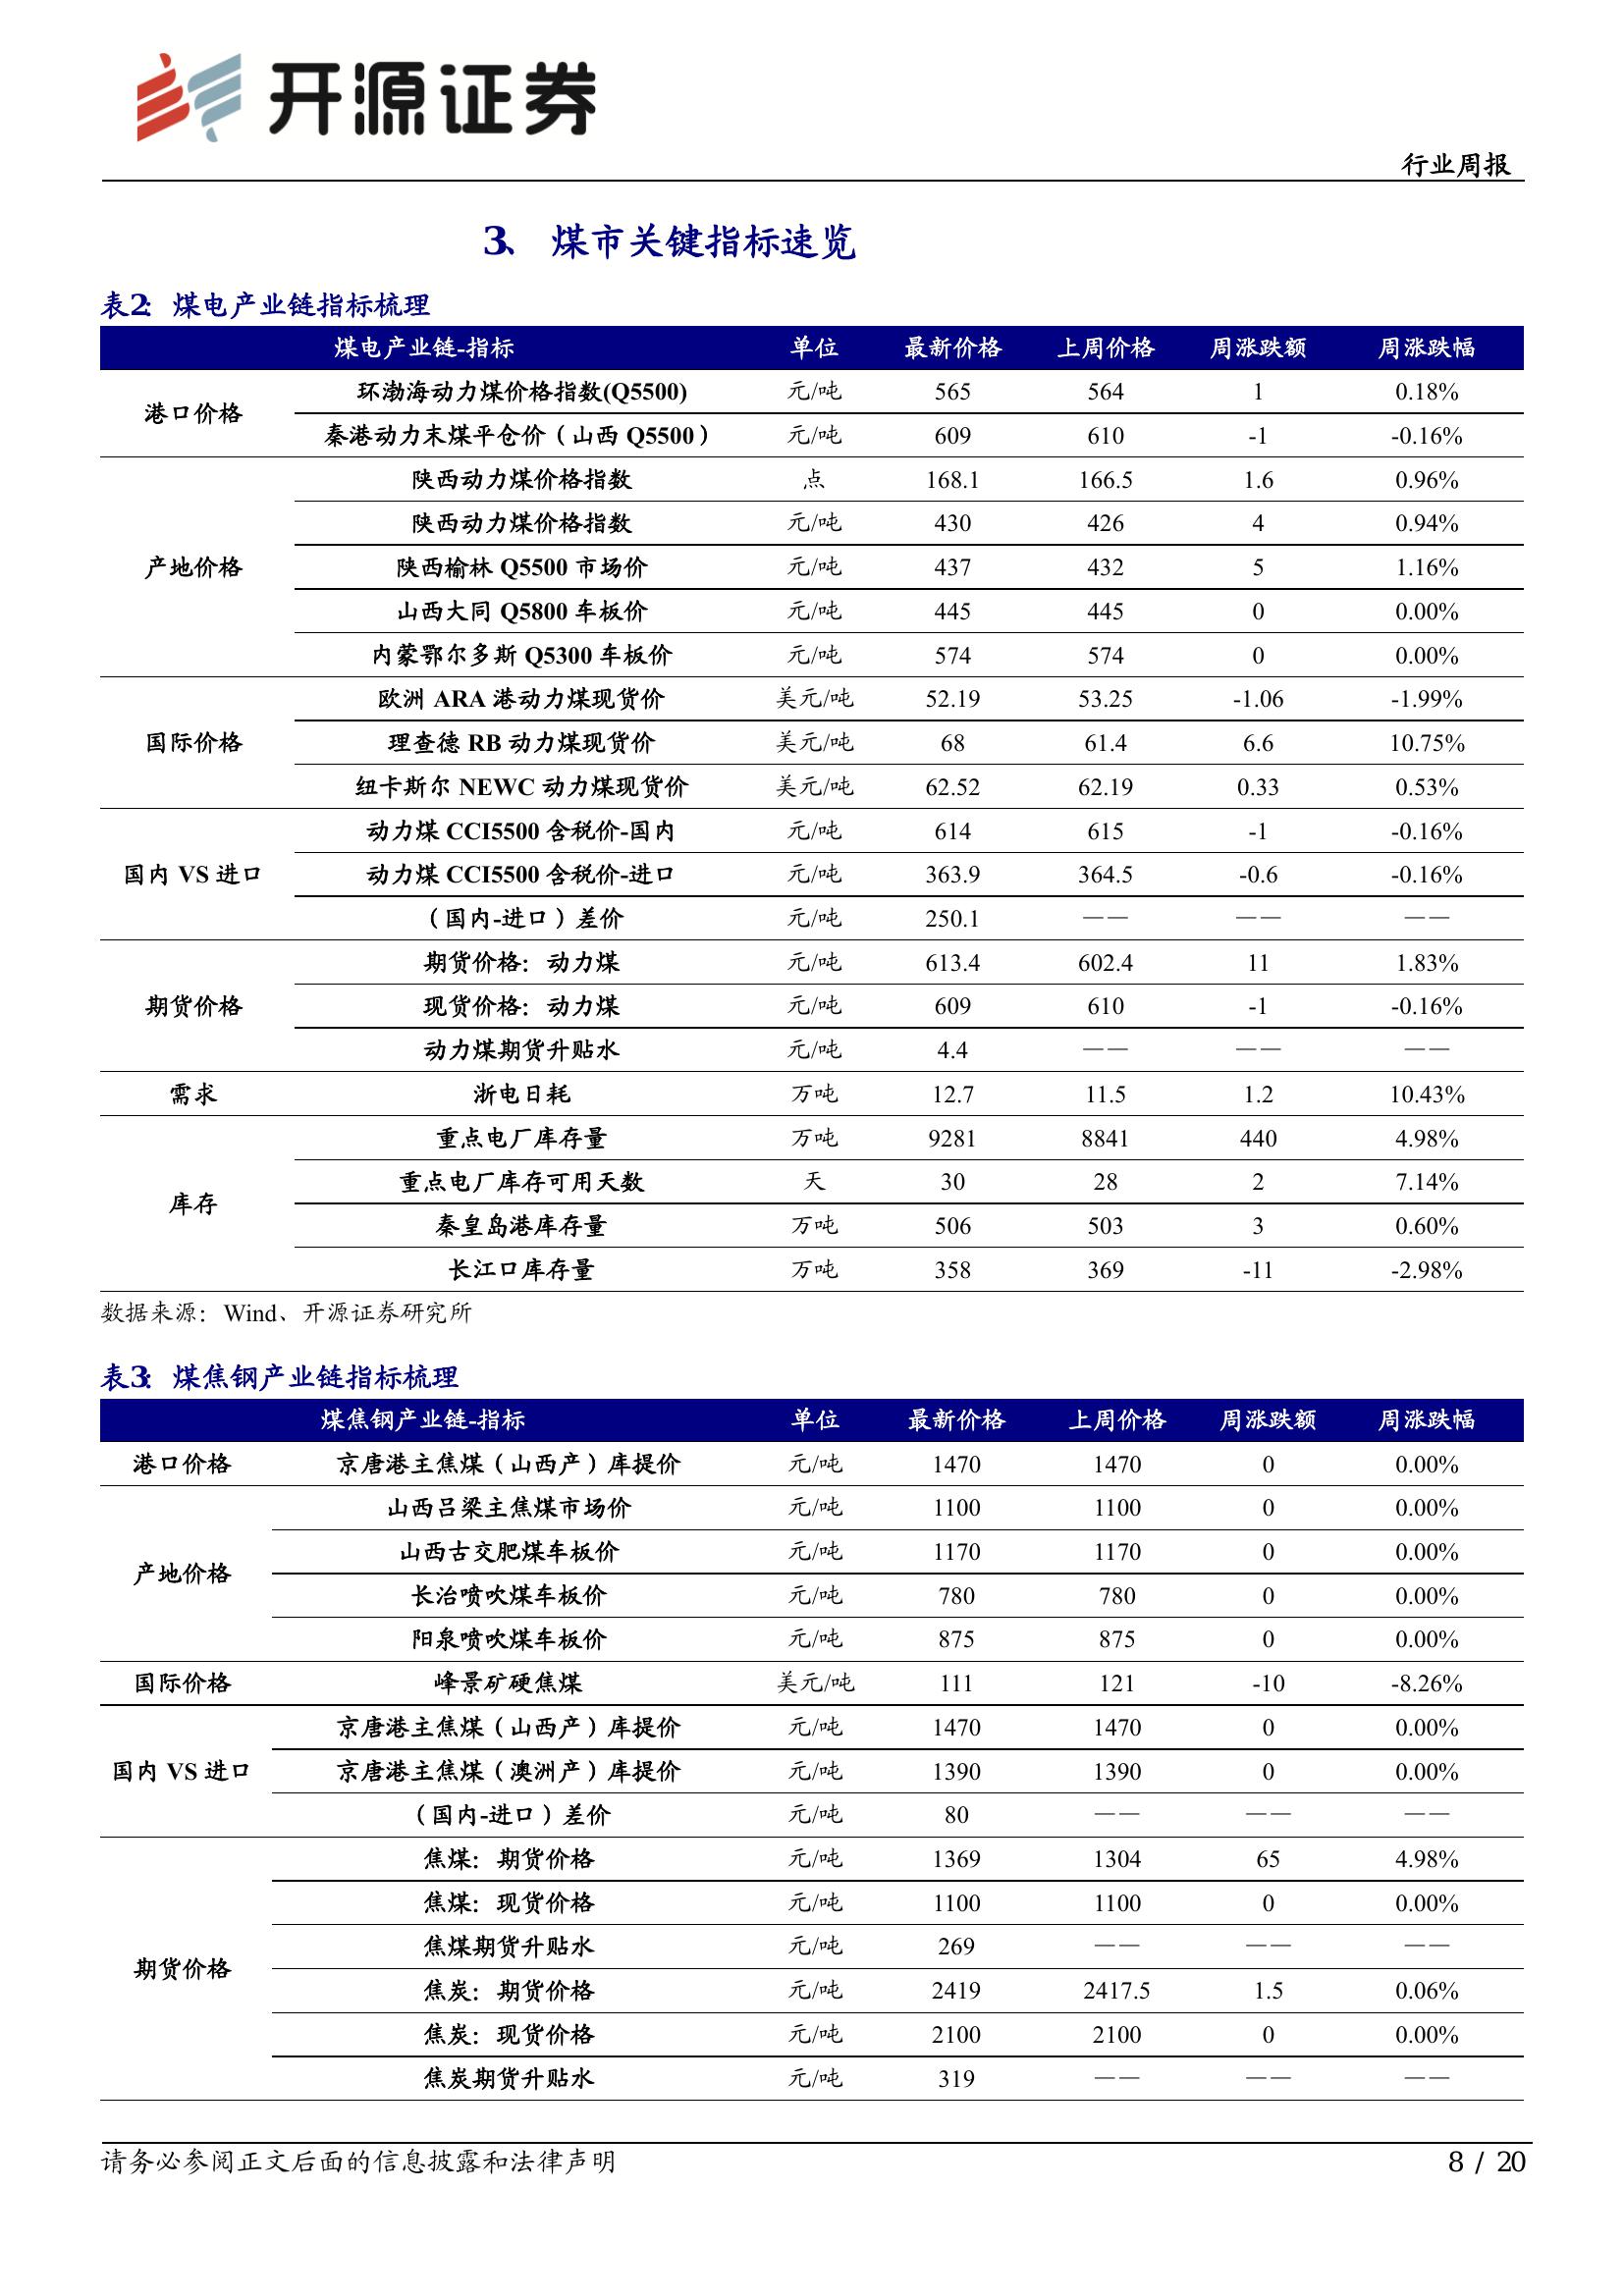 开源证券
行业周报
3、 煤市关键指标速览
表2: 煤电产业链指标梳理
煤电产业链-指标 单位 最新价格 上周价格 周涨跌额 周涨跌幅
港口价格 环渤海动力煤价格指数(Q5500) 元/吨 565 564 1 0.18%
秦港动力末煤平仓价（山西 Q5500） 元/吨 609 610 -1 -0.16%
产地价格 陕西动力煤价格指数 点 168.1 166.5 1.6 0.96%
陕西动力煤价格指数 元/吨 430 426 4 0.94%
陕西榆林 Q5500 市场价 元/吨 437 432 5 1.16%
山西大同 Q5800 车板价 元/吨 445 445 0 0.00%
内蒙鄂尔多斯 Q5300 车板价 元/吨 574 574 0 0.00%
国际价格 欧洲 ARA 港动力煤现货价 美元/吨 52.19 53.25 -1.06 -1.99%
理查德 RB 动力煤现货价 美元/吨 68 61.4 6.6 10.75%
纽卡斯尔 NEWC 动力煤现货价 美元/吨 62.52 62.19 0.33 0.53%
国内 VS 进口 动力煤 CCI5500 含税价-国内 元/吨 614 615 -1 -0.16%
动力煤 CCI5500 含税价-进口 元/吨 363.9 364.5 -0.6 -0.16%
（国内-进口）差价 元/吨 250.1 —— —— ——
期货价格 期货价格：动力煤 元/吨 613.4 602.4 11 1.83%
现货价格：动力煤 元/吨 609 610 -1 -0.16%
动力煤期货升贴水 元/吨 4.4 —— —— ——
需求 浙电日耗 万吨 12.7 11.5 1.2 10.43%
库存 重点电厂库存量 万吨 9281 8841 440 4.98%
重点电厂库存可用天数 天 30 28 2 7.14%
秦皇岛港库存量 万吨 506 503 3 0.60%
长江口库存量 万吨 358 369 -11 -2.98%
数据来源：Wind、开源证券研究所
表3: 煤焦钢产业链指标梳理
煤焦钢产业链-指标 单位 最新价格 上周价格 周涨跌额 周涨跌幅
港口价格 京唐港主焦煤（山西产）库提价 元/吨 1470 1470 0 0.00%
产地价格 山西吕梁主焦煤市场价 元/吨 1100 1100 0 0.00%
山西古交肥煤车板价 元/吨 1170 1170 0 0.00%
长治喷吹煤车板价 元/吨 780 780 0 0.00%
阳泉喷吹煤车板价 元/吨 875 875 0 0.00%
国际价格 峰景矿硬焦煤 美元/吨 111 121 -10 -8.26%
国内 VS 进口 京唐港主焦煤（山西产）库提价 元/吨 1470 1470 0 0.00%
京唐港主焦煤（澳洲产）库提价 元/吨 1390 1390 0 0.00%
（国内-进口）差价 元/吨 80 —— —— ——
期货价格 焦煤：期货价格 元/吨 1369 1304 65 4.98%
焦煤：现货价格 元/吨 1100 1100 0 0.00%
焦煤期货升贴水 元/吨 269 —— —— ——
焦炭：期货价格 元/吨 2419 2417.5 1.5 0.06%
焦炭：现货价格 元/吨 2100 2100 0 0.00%
焦炭期货升贴水 元/吨 319 —— —— ——
请务必参阅正文后面的信息披露和法律声明 8 / 20